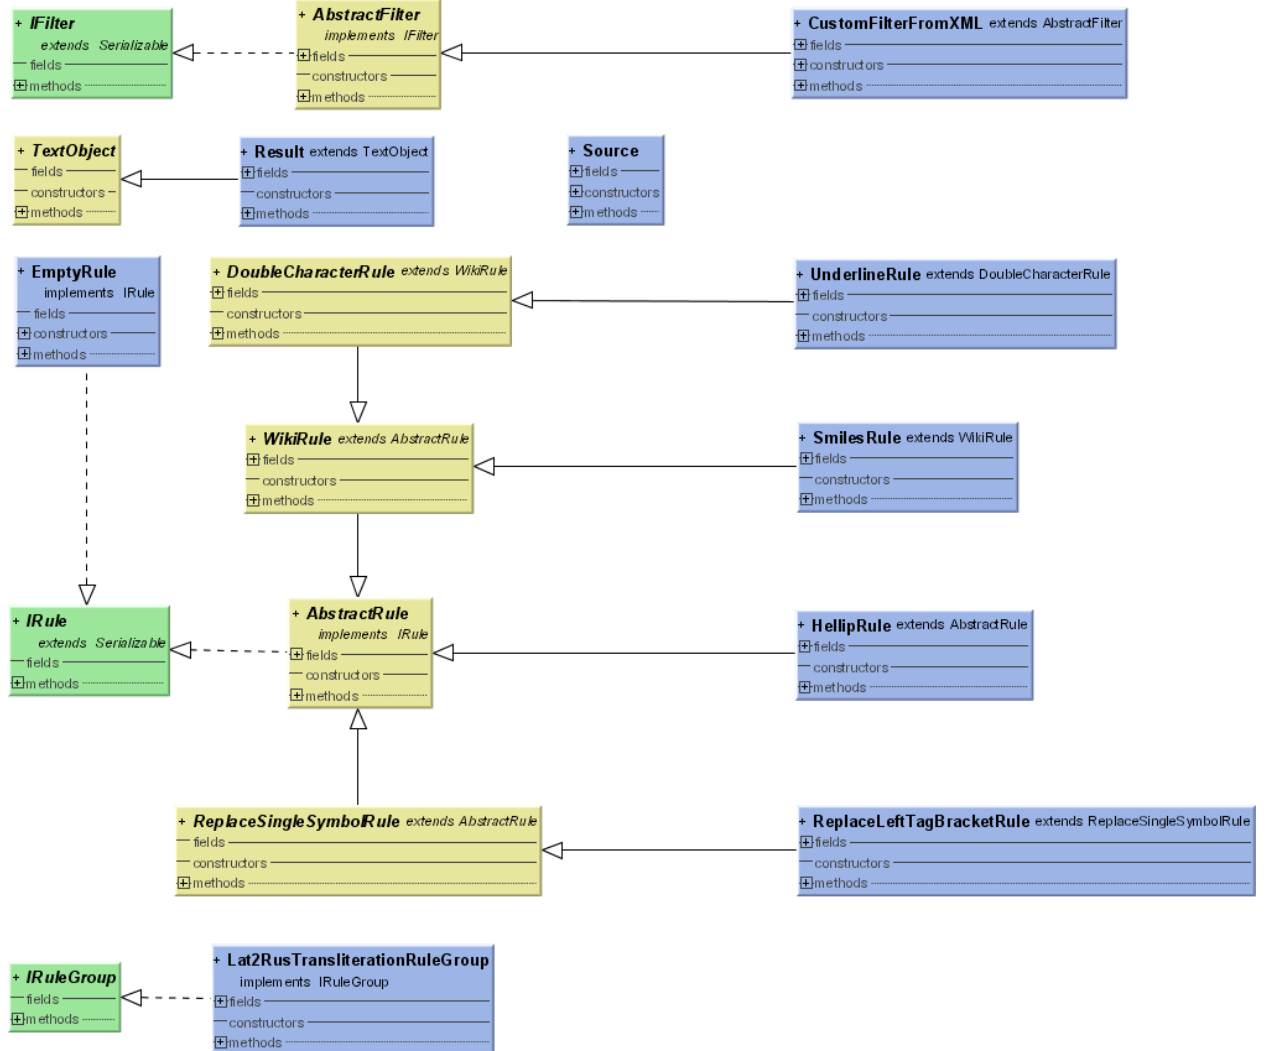 + IFilter
extends Serializable
fields
methods
+ AbstractFilter
implements IFilter
fields
constructors
methods
+ CustomFilterFromXML extends AbstractFilter
fields
constructors
methods
+ TextObject
fields
constructors
methods
+ Result extends TextObject
fields
constructors
methods
+ Source
fields
constructors
methods
+ EmptyRule
implements IRule
fields
constructors
methods
+ DoubleCharacterRule extends WikiRule
fields
constructors
methods
+ UnderlineRule extends DoubleCharacterRule
fields
constructors
methods
+ WikiRule extends AbstractRule
fields
constructors
methods
+ SmilesRule extends WikiRule
fields
constructors
methods
+ IRule
extends Serializable
fields
methods
+ AbstractRule
implements IRule
fields
constructors
methods
+ HellipRule extends AbstractRule
fields
constructors
methods
+ ReplaceSingleSymbolRule extends AbstractRule
fields
constructors
methods
+ ReplaceLeftTagBracketRule extends ReplaceSingleSymbolRule
fields
constructors
methods
+ IRuleGroup
fields
methods
+ Lat2RusTransliterationRuleGroup
implements IRuleGroup
fields
constructors
methods